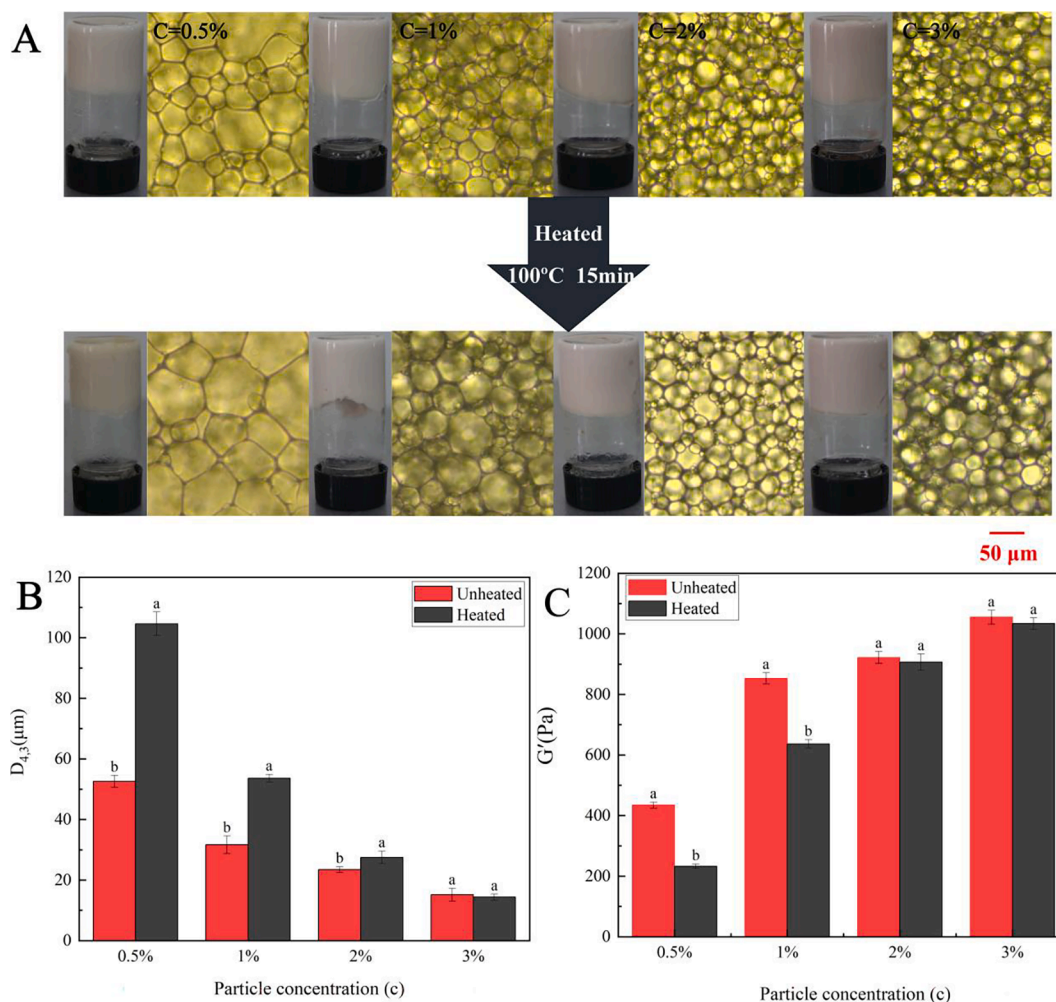 A
C=0.5%
C=1%
C=2%
C=3%
Heated
100°C 15min
50 μm
B
Unheated
Heated
120
100
80
60
40
20
0
D4,3(μm)
b
a
b
a
b
a
a
a
0.5%
1%
2%
3%
Particle concentration (c)
C
Unheated
Heated
1200
1000
800
600
400
200
0
G′(Pa)
a
b
a
b
a
a
a
a
0.5%
1%
2%
3%
Particle concentration (c)